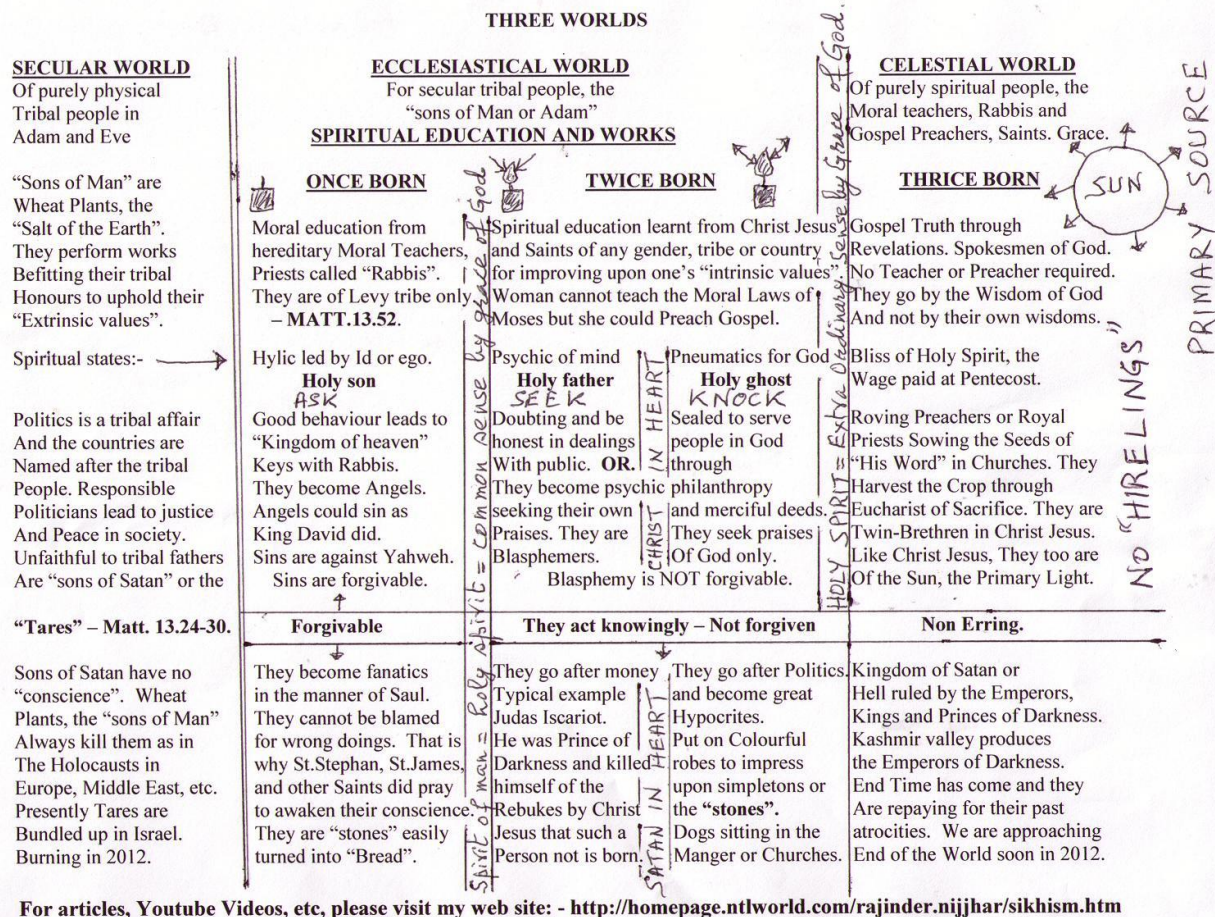 THREE WORLDS
SECULAR WORLD
Of purely physical
Tribal people in
Adam and Eve
"Sons of Man" are
Wheat Plants, the
"Salt of the Earth".
They perform works
Befitting their tribal
Honours to uphold their
"Extrinsic values".
Spiritual states:-
Politics is a tribal affair
And the countries are
Named after the tribal
People. Responsible
Politicians lead to justice
And Peace in society.
Unfaithful to tribal fathers
Are "sons of Satan" or the
"Tares" – Matt. 13.24-30.
Sons of Satan have no
"conscience". Wheat
Plants, the "sons of Man"
Always kill them as in
The Holocausts in
Europe, Middle East, etc.
Presently Tares are
Bundled up in Israel.
Burning in 2012.
ECCLESIASTICAL WORLD
For secular tribal people, the
"sons of Man or Adam"
SPIRITUAL EDUCATION AND WORKS
ONCE BORN
Moral education from
hereditary Moral Teachers,
Priests called "Rabbis".
They are of Levy tribe only
– MATT.13.52.
Hylic led by Id or ego.
Holy son
ASK
Good behaviour leads to
"Kingdom of heaven"
Keys with Rabbis.
They become Angels.
Angels could sin as
King David did.
Sins are against Yahweh.
Sins are forgivable.
Forgivable
They become fanatics
in the manner of Saul.
They cannot be blamed
for wrong doings. That is
why St.Stephan, St.James,
and other Saints did pray
to awaken their conscience.
They are "stones" easily
turned into "Bread".
Spirit of man = holy spirit = common sense by grace of God
TWICE BORN
Spiritual education learnt from Christ Jesus
and Saints of any gender, tribe or country
for improving upon one's "intrinsic values".
Woman cannot teach the Moral Laws of
Moses but she could Preach Gospel.
Psychic of mind
Holy father
SEEK
Doubting and be
honest in dealings
With public. OR.
They become psychic philanthropy
seeking their own
Praises. They are
Blasphemers.
IN HEART
CHRIST
Pneumatics for God
Holy ghost
KNOCK
Sealed to serve
people in God
through
and merciful deeds.
They seek praises
Of God only.
Blasphemy is NOT forgivable.
They act knowingly – Not forgiven
They go after money
Typical example
Judas Iscariot.
He was Prince of
Darkness and killed
himself of the
Rebukes by Christ
Jesus that such a
Person not is born.
SATAN IN HEART
They go after Politics
and become great
Hypocrites.
Put on Colourful
robes to impress
upon simpletons or
the "stones".
Dogs sitting in the
Manger or Churches.
HOLY SPIRIT = Extra Ordinary Sense by Grace of God.
CELESTIAL WORLD
Of purely spiritual people, the
Moral teachers, Rabbis and
Gospel Preachers, Saints. Grace.
THRICE BORN
SUN
Gospel Truth through
Revelations. Spokesmen of God.
No Teacher or Preacher required.
They go by the Wisdom of God
And not by their own wisdoms.
Bliss of Holy Spirit, the
Wage paid at Pentecost.
Roving Preachers or Royal
Priests Sowing the Seeds of
"His Word" in Churches. They
Harvest the Crop through
Eucharist of Sacrifice. They are
Twin-Brethren in Christ Jesus.
Like Christ Jesus, They too are
Of the Sun, the Primary Light.
Non Erring.
Kingdom of Satan or
Hell ruled by the Emperors,
Kings and Princes of Darkness.
Kashmir valley produces
the Emperors of Darkness.
End Time has come and they
Are repaying for their past
atrocities. We are approaching
End of the World soon in 2012.
PRIMARY SOURCE
NO "HIRELINGS"
For articles, Youtube Videos, etc, please visit my web site: - http://homepage.ntlworld.com/rajinder.nijjhar/sikhism.htm